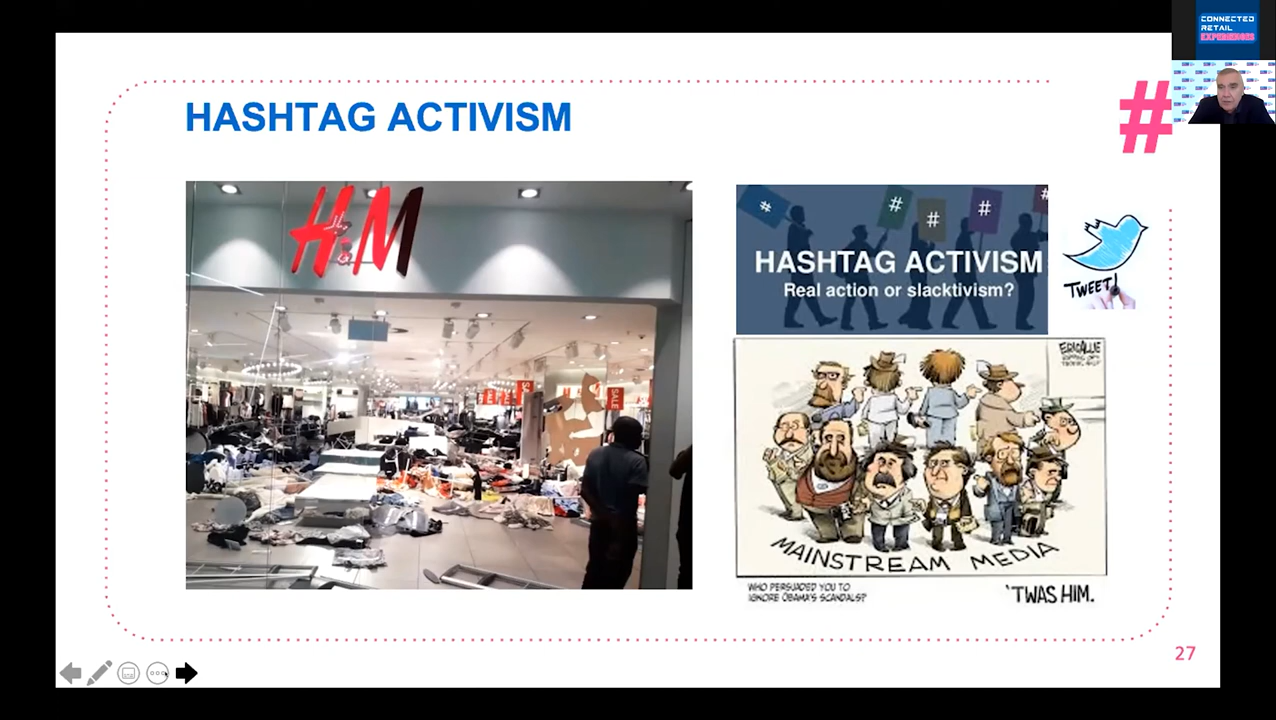 CONNECTED
RETAIL
EXPERIENCES
HASHTAG ACTIVISM
#
H&M
SALE
# # # # #
HASHTAG ACTIVISM
Real action or slacktivism?
TWEET!
MAINSTREAM MEDIA
WHO PERSUADED YOU TO
IGNORE OBAMA'S SCANDALS?
'TWAS HIM.
27